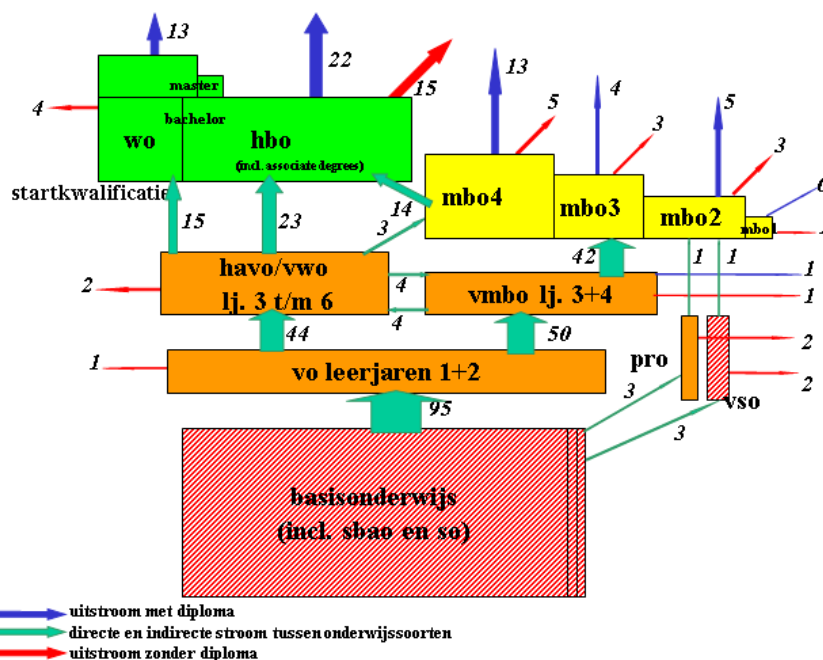 13
22
15
13
5
4
3
5
3
4
master
bachelor
wo
hbo
(incl. associate degrees)
startkwalificatie
mbo4
mbo3
mbo2
mbo1
15
23
14
3
42
1
1
havo/vwo
lj. 3 t/m 6
2
4
4
vmbo lj. 3+4
1
1
44
50
1
vo leerjaren 1+2
pro
vso
2
2
95
3
3
basisonderwijs
(incl. sbao en so)
uitstroom met diploma
directe en indirecte stroom tussen onderwijssoorten
uitstroom zonder diploma